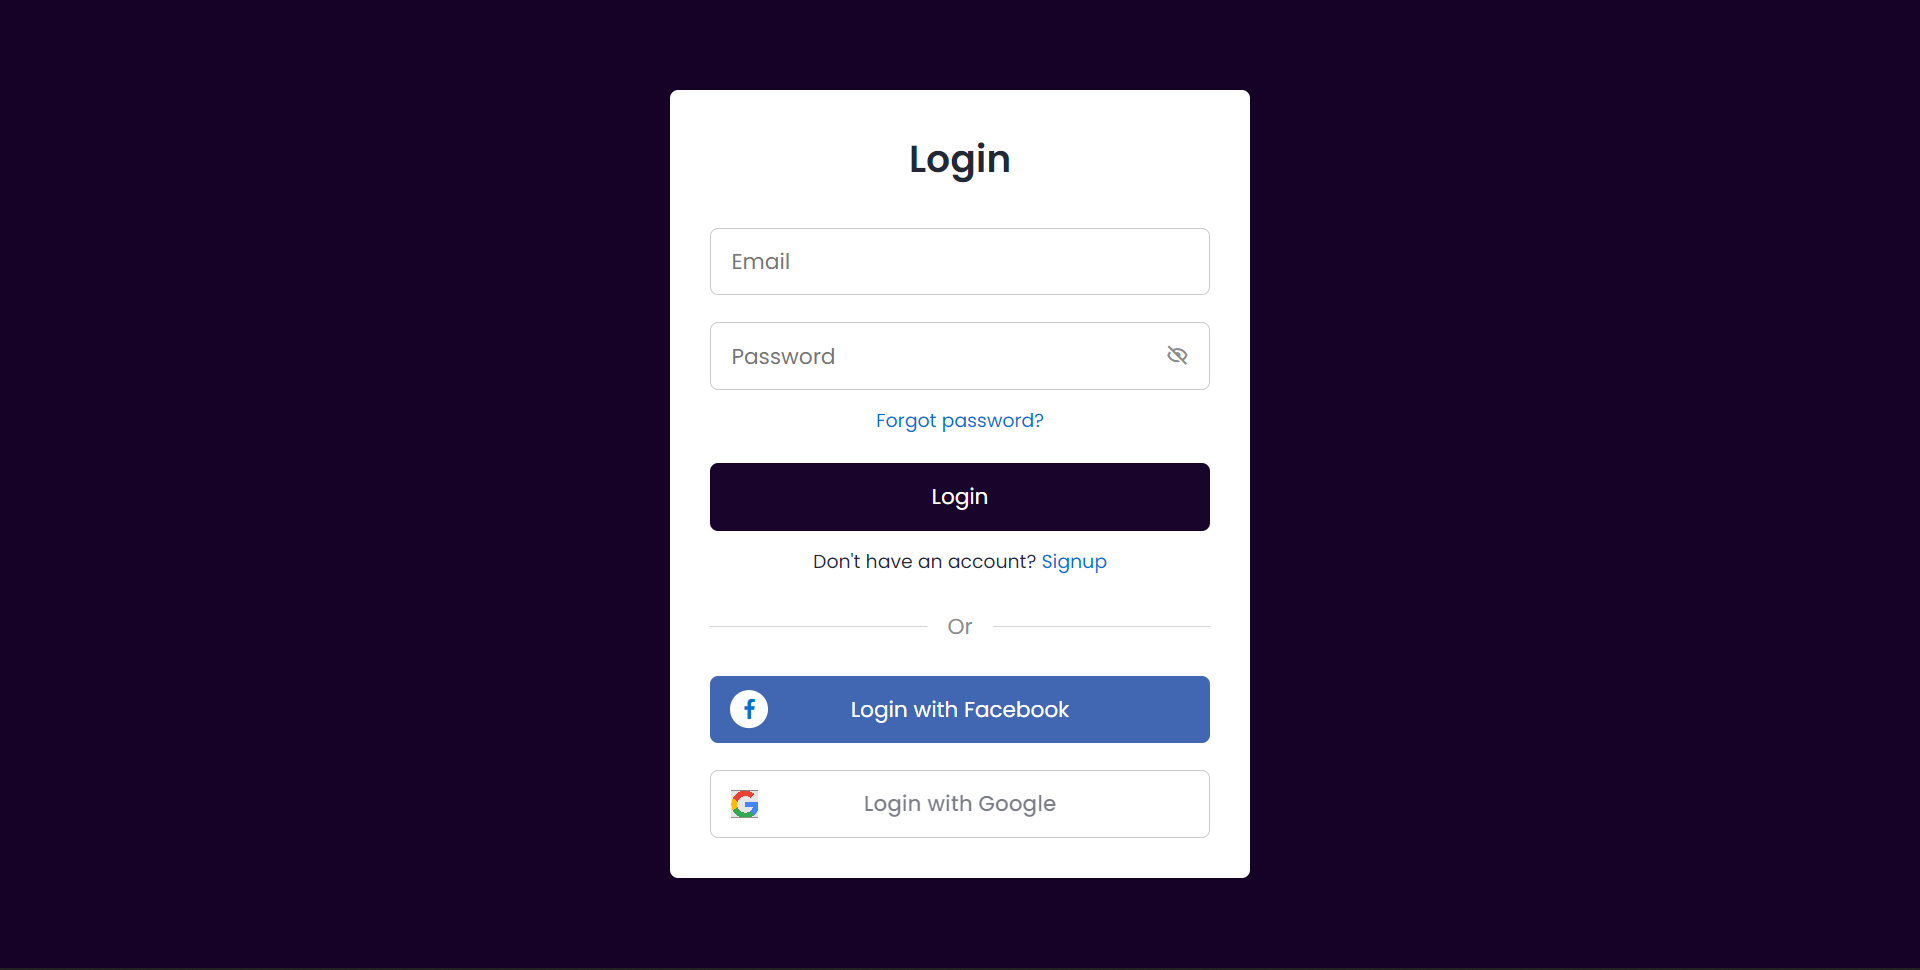 Login
Email
Password
Forgot password?
Login
Don't have an account? Signup
Or
Login with Facebook
Login with Google